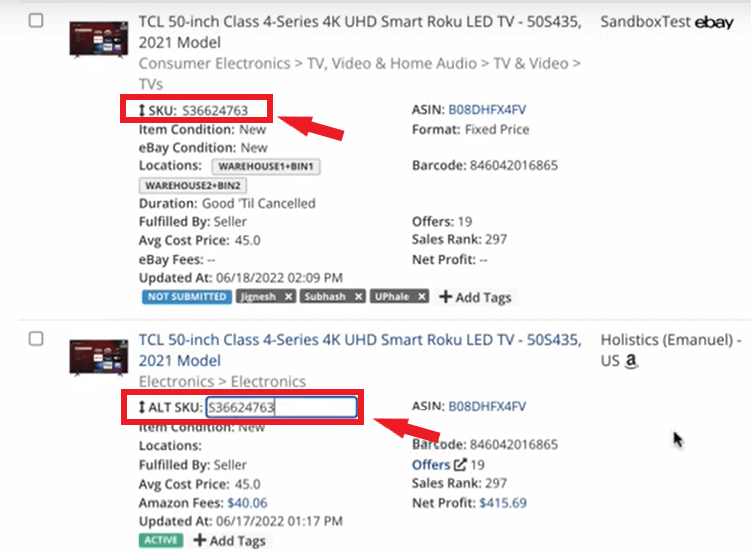 TCL 50-inch Class 4-Series 4K UHD Smart Roku LED TV - 50S435, SandboxTest ebay
2021 Model
Consumer Electronics > TV, Video & Home Audio > TV & Video >
TVs
SKU: S36624763 ASIN: B08DHFX4FV
Item Condition: New Format: Fixed Price
eBay Condition: New
Locations: WAREHOUSE1+BIN1 Barcode: 846042016865
WAREHOUSE2+BIN2
Duration: Good 'Til Cancelled
Fulfilled By: Seller Offers: 19
Avg Cost Price: 45.0 Sales Rank: 297
eBay Fees: -- Net Profit: --
Updated At: 06/18/2022 02:09 PM
NOT SUBMITTED Jignesh × Subhash × UPhale × + Add Tags
TCL 50-inch Class 4-Series 4K UHD Smart Roku LED TV - 50S435, Holistics (Emanuel) -
2021 Model US a
Electronics > Electronics
ALT SKU: S36624763 ASIN: B08DHFX4FV
Item Condition: New
Locations: Barcode: 846042016865
Fulfilled By: Seller Offers 19
Avg Cost Price: 45.0 Sales Rank: 297
Amazon Fees: $40.06 Net Profit: $415.69
Updated At: 06/17/2022 01:17 PM
ACTIVE + Add Tags